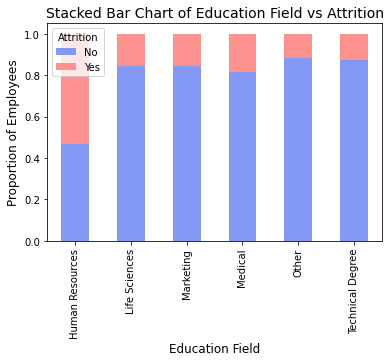 Stacked Bar Chart of Education Field vs Attrition
Attrition
No
Yes
Proportion of Employees
1.0
0.8
0.6
0.4
0.2
0.0
Human Resources
Life Sciences
Marketing
Medical
Other
Technical Degree
Education Field